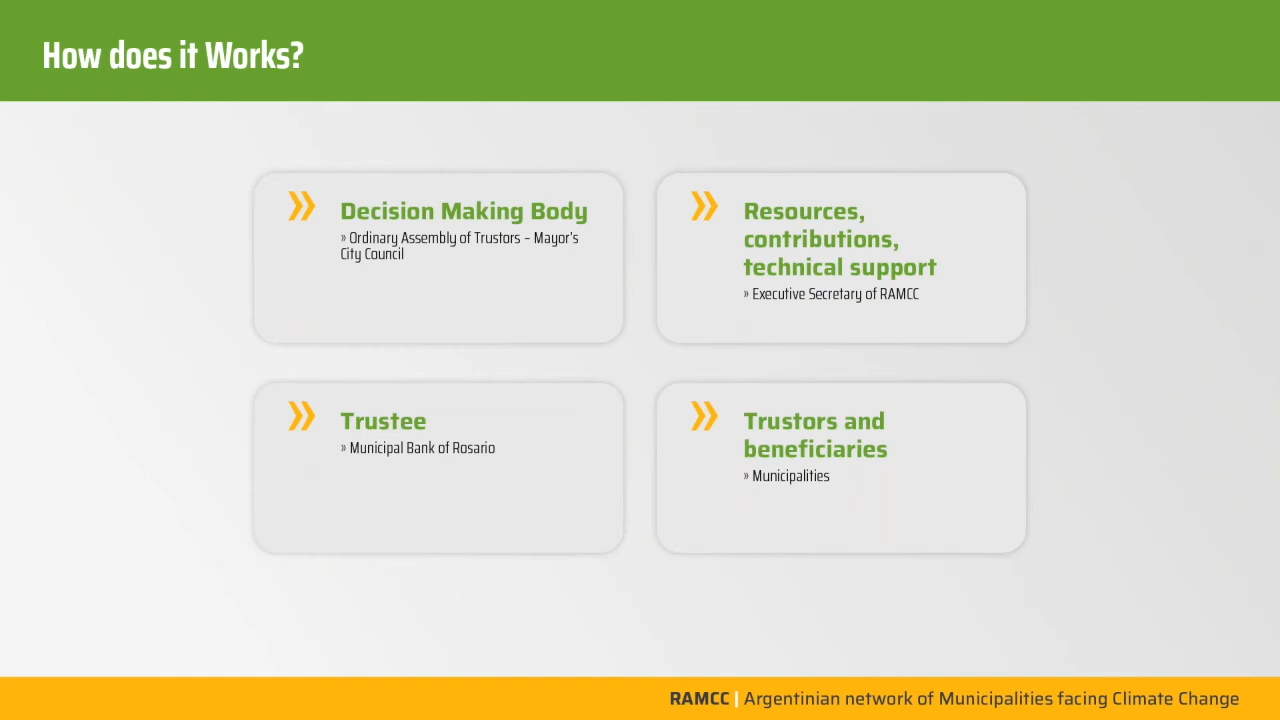 How does it Works?
Decision Making Body
» Ordinary Assembly of Trustors – Mayor's
City Council
Resources,
contributions,
technical support
» Executive Secretary of RAMCC
Trustee
» Municipal Bank of Rosario
Trustors and
beneficiaries
» Municipalities
RAMCC | Argentinian network of Municipalities facing Climate Change